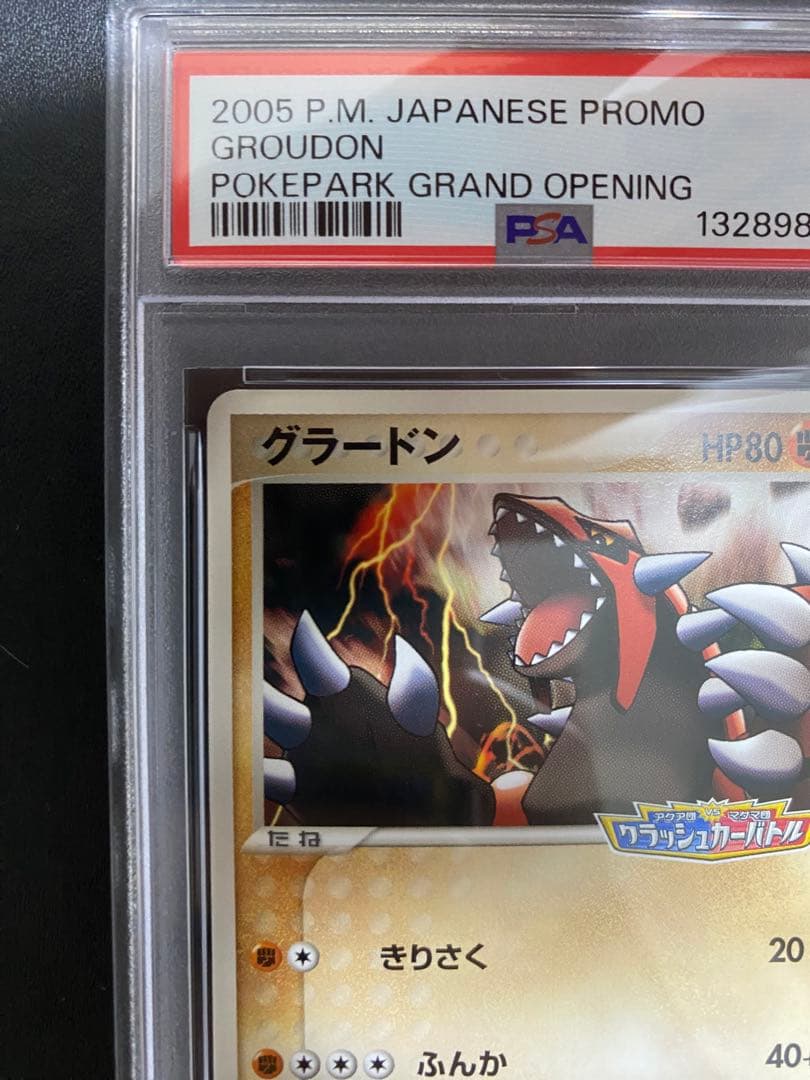 2005 P.M. JAPANESE PROMO
GROUDON
POKEPARK GRAND OPENING
PSA
132898
グラードン HP80
アクア団 VS マグマ団
クラッシュカーバトル
たね
きりさく 20
ふんか 40+